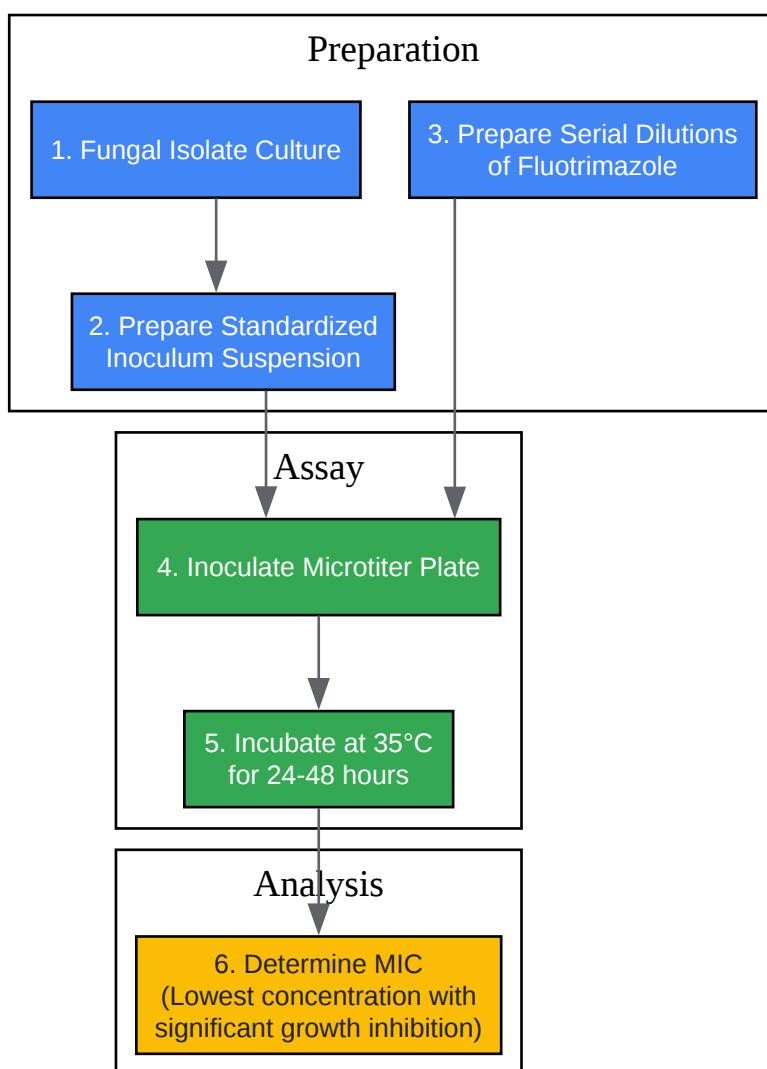 Preparation
1. Fungal Isolate Culture
3. Prepare Serial Dilutions
of Fluotrimazole
2. Prepare Standardized
Inoculum Suspension
Assay
4. Inoculate Microtiter Plate
5. Incubate at 35°C
for 24-48 hours
Analysis
6. Determine MIC
(Lowest concentration with
significant growth inhibition)